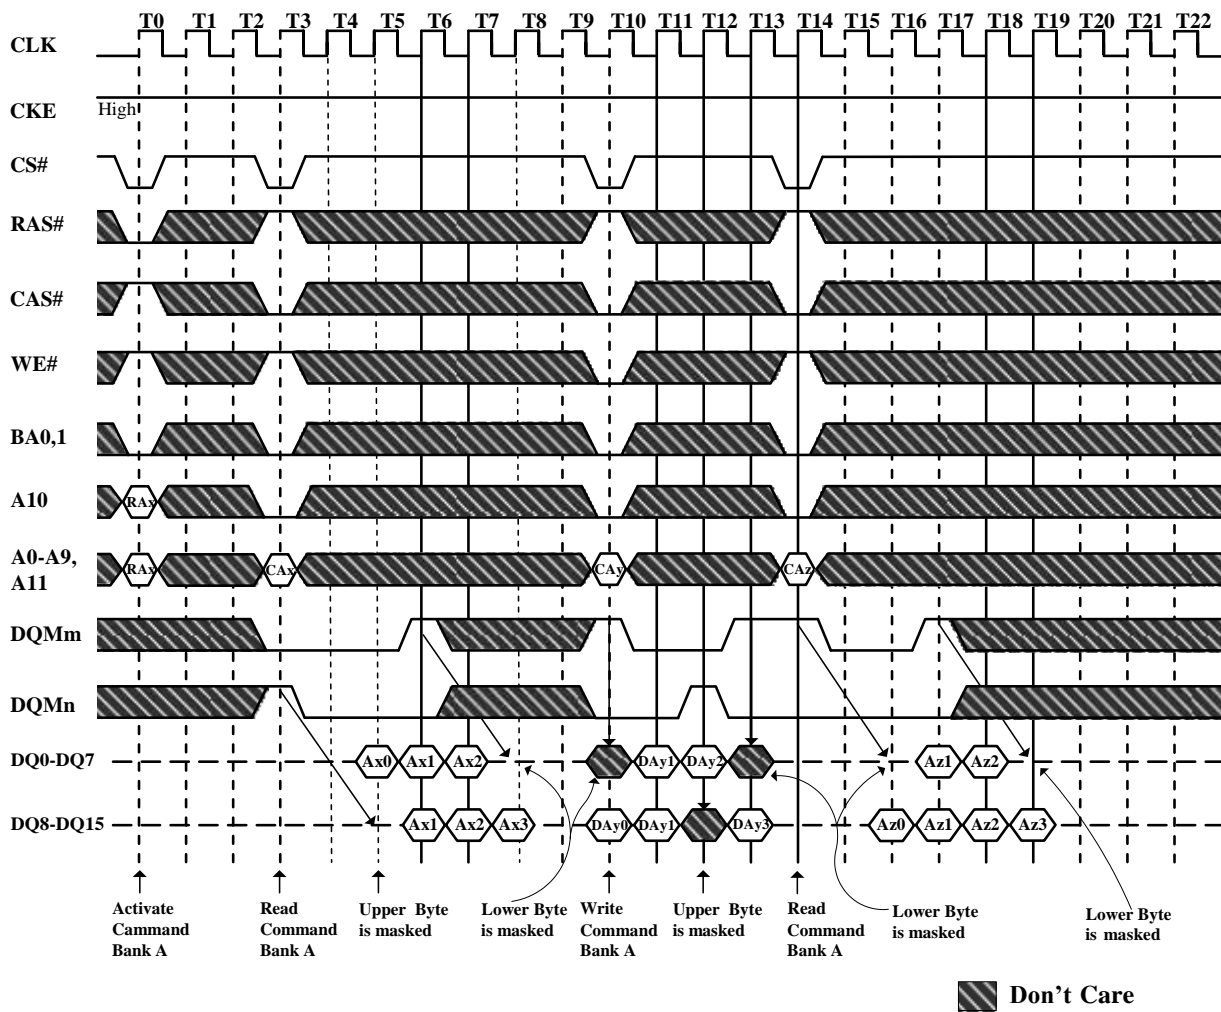 T0 T1 T2 T3 T4 T5 T6 T7 T8 T9 T10 T11 T12 T13 T14 T15 T16 T17 T18 T19 T20 T21 T22
CLK
CKE
High
CS#
RAS#
CAS#
WE#
BA0,1
A10
RAx
A0-A9,
A11
RAx CAx CAy CAz
DQMm
DQMn
DQ0-DQ7
Ax0 Ax1 Ax2 DAy1 DAy2 Az1 Az2
DQ8-DQ15
Ax1 Ax2 Ax3 DAy0 DAy1 DAy3 Az0 Az1 Az2 Az3
Activate
Cammand
Bank A
Read
Command
Bank A
Upper Byte
is masked
Lower Byte
is masked
Write
Command
Bank A
Upper Byte
is masked
Read
Command
Bank A
Lower Byte
is masked
Lower Byte
is masked
Don't Care